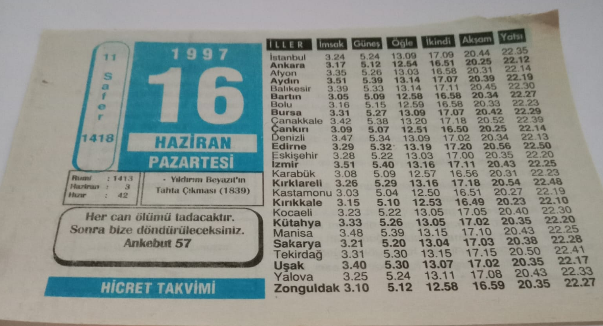 11 Safer 1418
1997
16
HAZİRAN
PAZARTESİ
Rumi : 1413
Haziran : 3
Hızır : 42
- Yıldırım Beyazıt'ın
Tahta Çıkması (1839)
Her can ölümü tadacaktır.
Sonra bize döndürüleceksiniz.
Ankebut 57
HİCRET TAKVİMİ
İLLER İmsak Güneş Öğle İkindi Akşam Yatsı
İstanbul 3.24 5.24 13.09 17.09 20.44 22.35
Ankara 3.17 5.12 12.54 16.51 20.25 22.12
Afyon 3.35 5.26 13.03 16.58 20.31 22.14
Aydın 3.51 5.39 13.14 17.07 20.39 22.19
Balıkesir 3.39 5.33 13.14 17.11 20.45 22.30
Bartın 3.05 5.09 12.58 16.58 20.34 22.27
Bolu 3.16 5.15 12.59 16.58 20.33 22.23
Bursa 3.31 5.27 13.09 17.07 20.42 22.29
Çanakkale 3.42 5.38 13.20 17.18 20.52 22.39
Çankırı 3.09 5.07 12.51 16.50 20.25 22.14
Denizli 3.47 5.34 13.09 17.02 20.34 22.13
Edirne 3.29 5.32 13.19 17.20 20.56 22.50
Eskişehir 3.28 5.22 13.03 17.00 20.35 22.20
İzmir 3.51 5.40 13.16 17.11 20.43 22.25
Karabük 3.08 5.09 12.57 16.56 20.31 22.23
Kırklareli 3.26 5.29 13.16 17.18 20.54 22.48
Kastamonu 3.03 5.04 12.50 16.51 20.27 22.19
Kırıkkale 3.15 5.10 12.53 16.49 20.23 22.10
Kocaeli 3.23 5.22 13.05 17.05 20.40 22.30
Kütahya 3.33 5.26 13.05 17.02 20.35 22.20
Manisa 3.48 5.39 13.15 17.10 20.43 22.25
Sakarya 3.21 5.20 13.04 17.03 20.38 22.28
Tekirdağ 3.31 5.30 13.15 17.15 20.50 22.41
Uşak 3.40 5.30 13.07 17.02 20.35 22.17
Yalova 3.25 5.24 13.11 17.08 20.43 22.33
Zonguldak 3.10 5.12 12.58 16.59 20.35 22.27